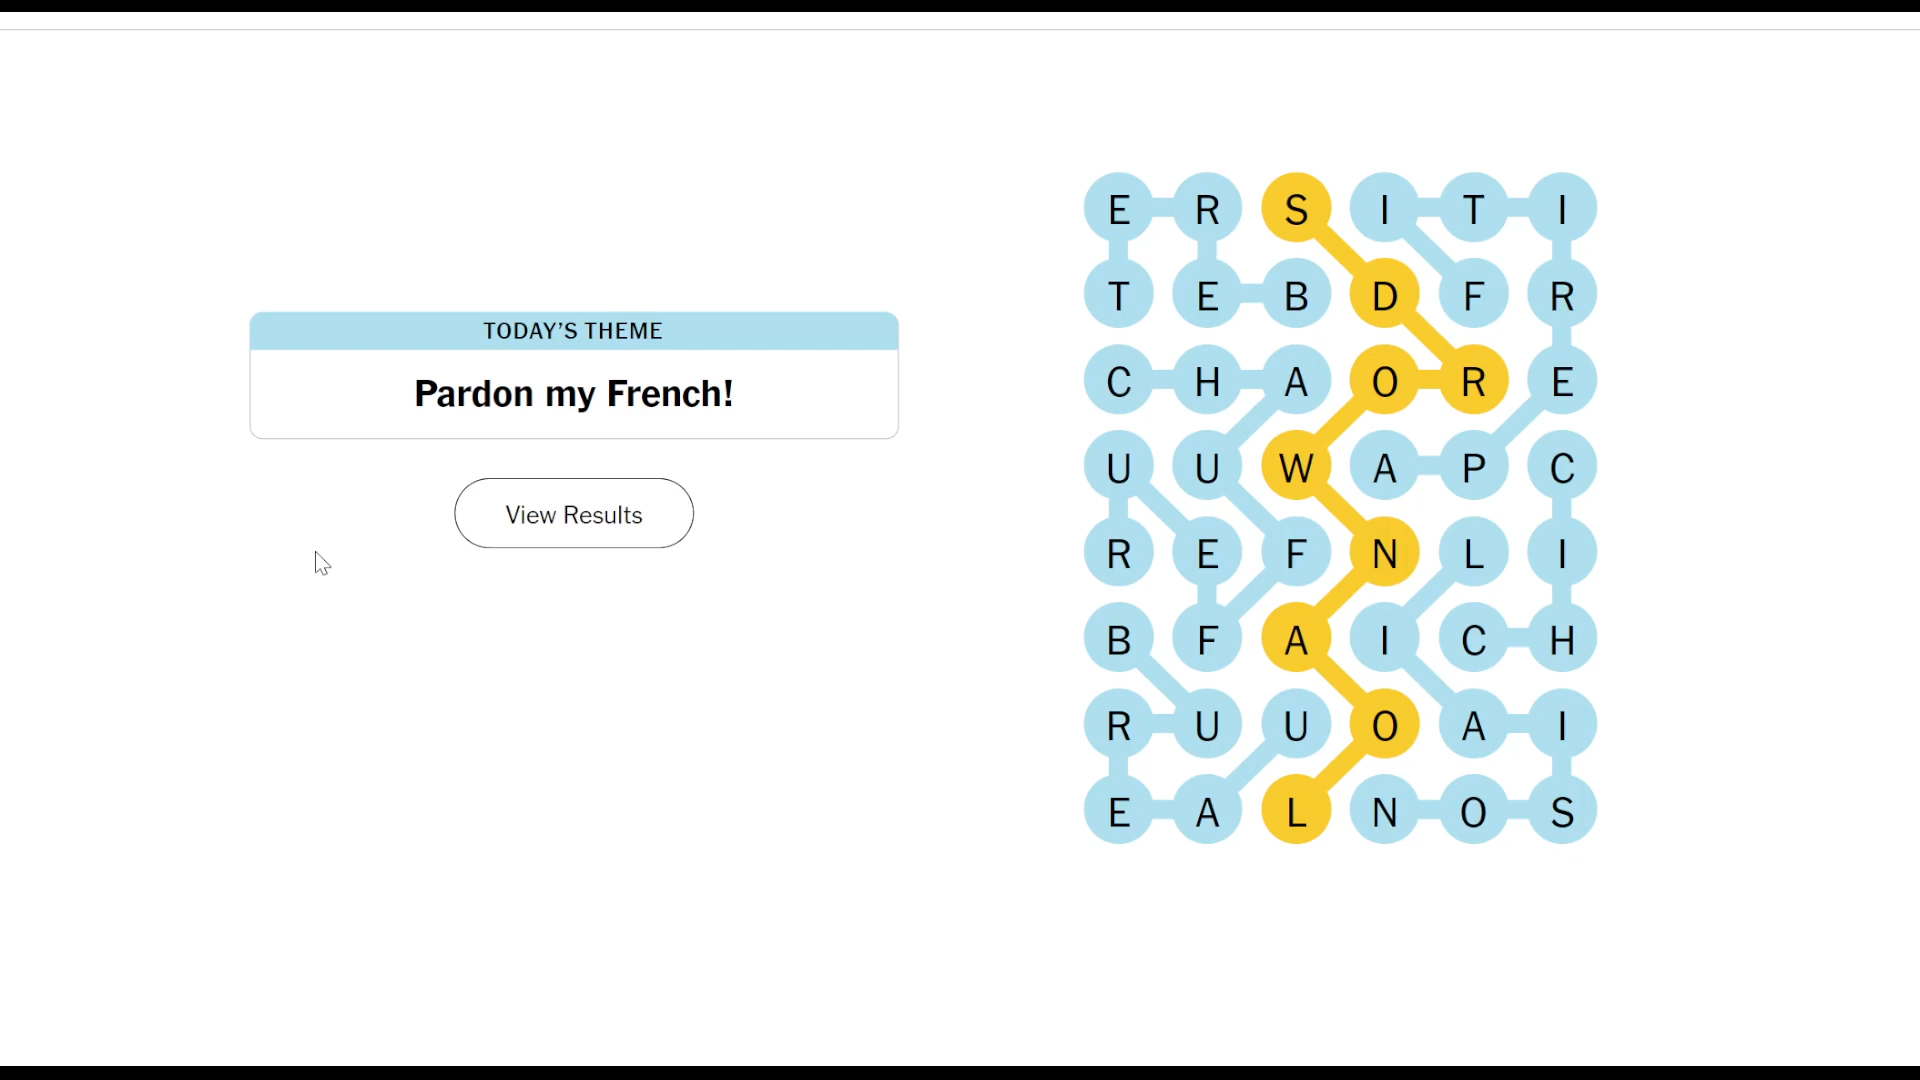 TODAY'S THEME
Pardon my French!
View Results
E R S I T I
T E B D F R
C H A O R E
U U W A P C
R E F N L I
B F A I C H
R U U O A I
E A L N O S